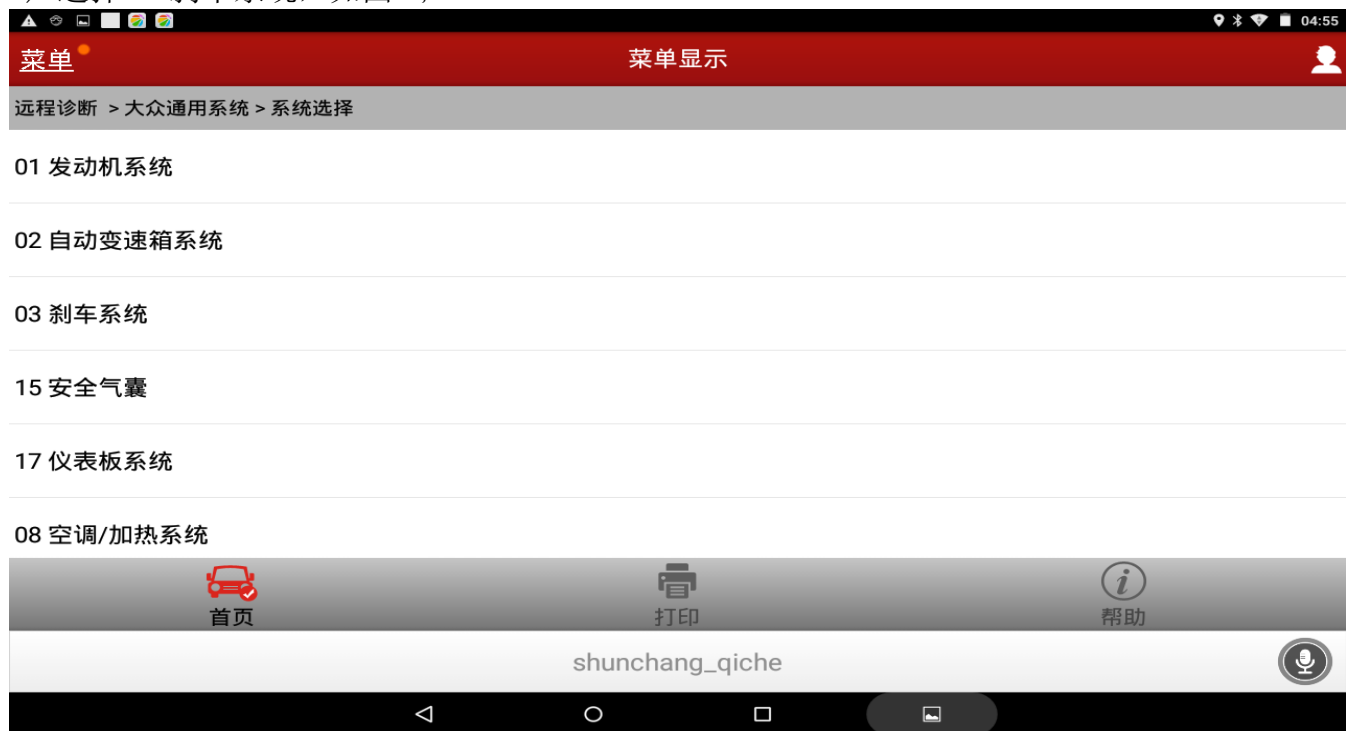 04:55
菜单
菜单显示
远程诊断 > 大众通用系统 > 系统选择
01 发动机系统
02 自动变速箱系统
03 刹车系统
15 安全气囊
17 仪表板系统
08 空调/加热系统
首页
打印
帮助
shunchang_qiche